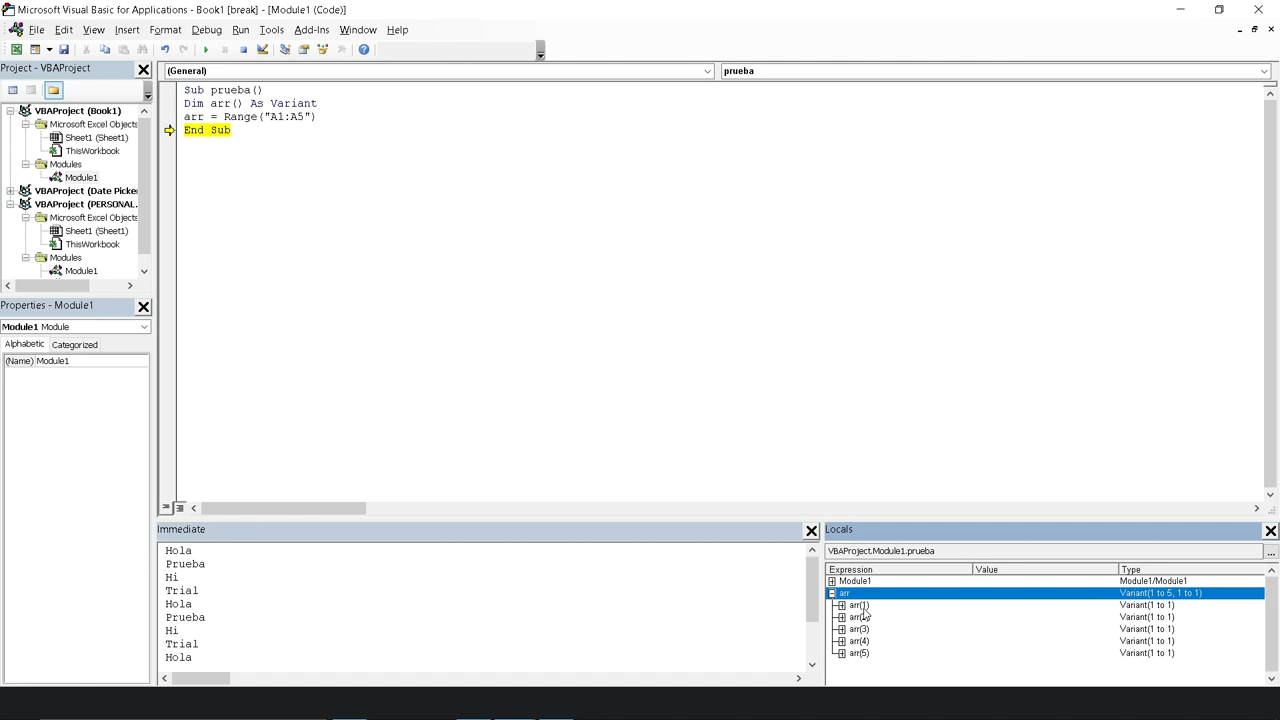 Microsoft Visual Basic for Applications - Book1 [break] - [Module1 (Code)]
File Edit View Insert Format Debug Run Tools Add-Ins Window Help
Project - VBAProject
VBAProject (Book1)
Microsoft Excel Objects
Sheet1 (Sheet1)
ThisWorkbook
Modules
Module1
VBAProject (Date Picke
VBAProject (PERSONAL.
Microsoft Excel Objects
Sheet1 (Sheet1)
ThisWorkbook
Modules
Module1
Properties - Module1
Module1 Module
Alphabetic Categorized
(Name) Module1
(General) prueba
Sub prueba()
Dim arr() As Variant
arr = Range("A1:A5")
End Sub
Immediate
Hola
Prueba
Hi
Trial
Hola
Prueba
Hi
Trial
Hola
Locals
VBAProject.Module1.prueba
...
Expression Value Type
Module1 Module1/Module1
arr Variant(1 to 5, 1 to 1)
arr(1) Variant(1 to 1)
Variant(1 to 1)
arr(3) Variant(1 to 1)
arr(4) Variant(1 to 1)
arr(5) Variant(1 to 1)